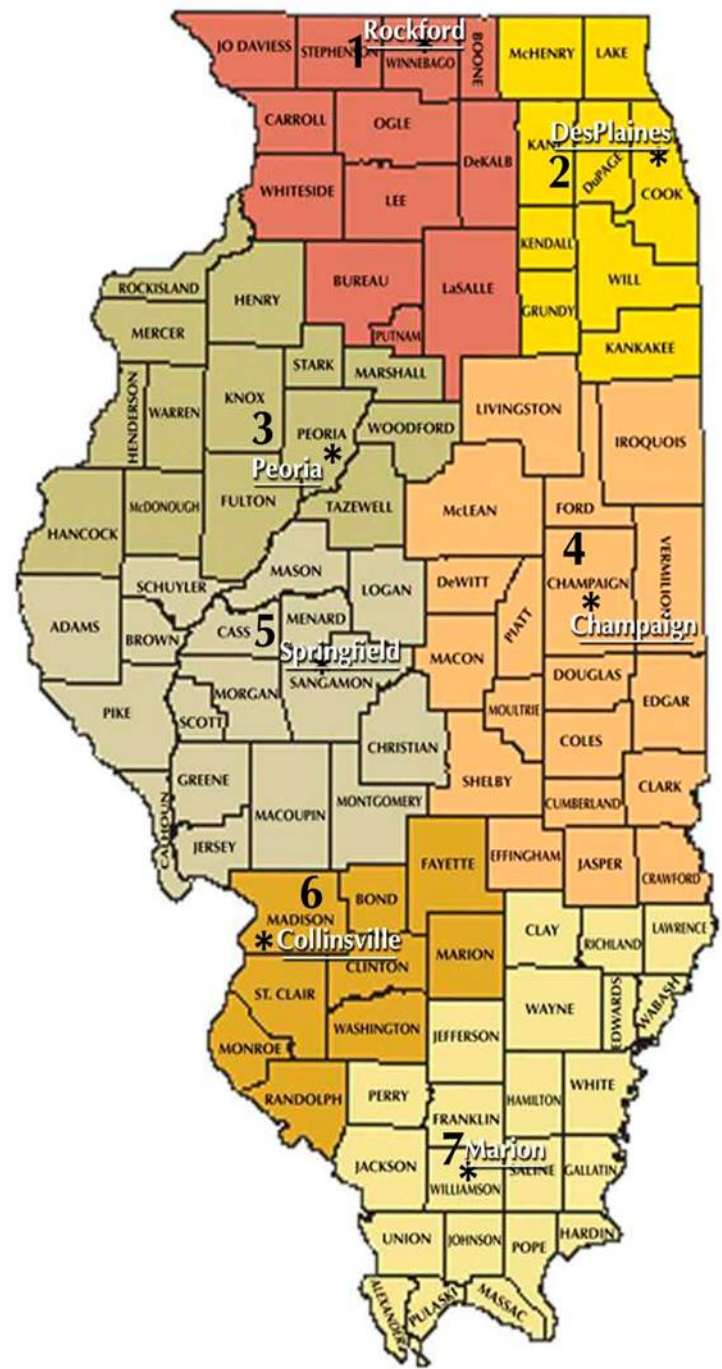 Rockford
JO DAVIESS
STEPHENSON
1
WINNEBAGO
BOONE
McHENRY
LAKE
CARROLL
OGLE
DeKALB
KANE
DesPlaines
2
DuPAGE
COOK
WHITESIDE
LEE
KENDALL
BUREAU
LaSALLE
WILL
ROCKISLAND
HENRY
GRUNDY
MERCER
PUTNAM
KANKAKEE
STARK
MARSHALL
HENDERSON
WARREN
KNOX
3
PEORIA
WOODFORD
LIVINGSTON
IROQUOIS
Peoria
HANCOCK
McDONOUGH
FULTON
TAZEWELL
McLEAN
FORD
4
VERMILION
MASON
SCHUYLER
LOGAN
DeWITT
CHAMPAIGN
PIATT
ADAMS
BROWN
CASS
5
MENARD
Champaign
Springfield
MACON
SANGAMON
DOUGLAS
EDGAR
PIKE
SCOTT
MORGAN
MOULTRIE
CHRISTIAN
COLES
GREENE
SHELBY
CLARK
CALHOUN
MACOUPIN
MONTGOMERY
CUMBERLAND
JERSEY
FAYETTE
EFFINGHAM
JASPER
CRAWFORD
6
BOND
MADISON
CLAY
RICHLAND
LAWRENCE
Collinsville
MARION
CLINTON
ST. CLAIR
WAYNE
EDWARDS
WABASH
WASHINGTON
JEFFERSON
MONROE
RANDOLPH
PERRY
HAMILTON
WHITE
FRANKLIN
7
Marion
JACKSON
WILLIAMSON
SALINE
GALLATIN
UNION
JOHNSON
POPE
HARDIN
ALEXANDER
PULASKI
MASSAC